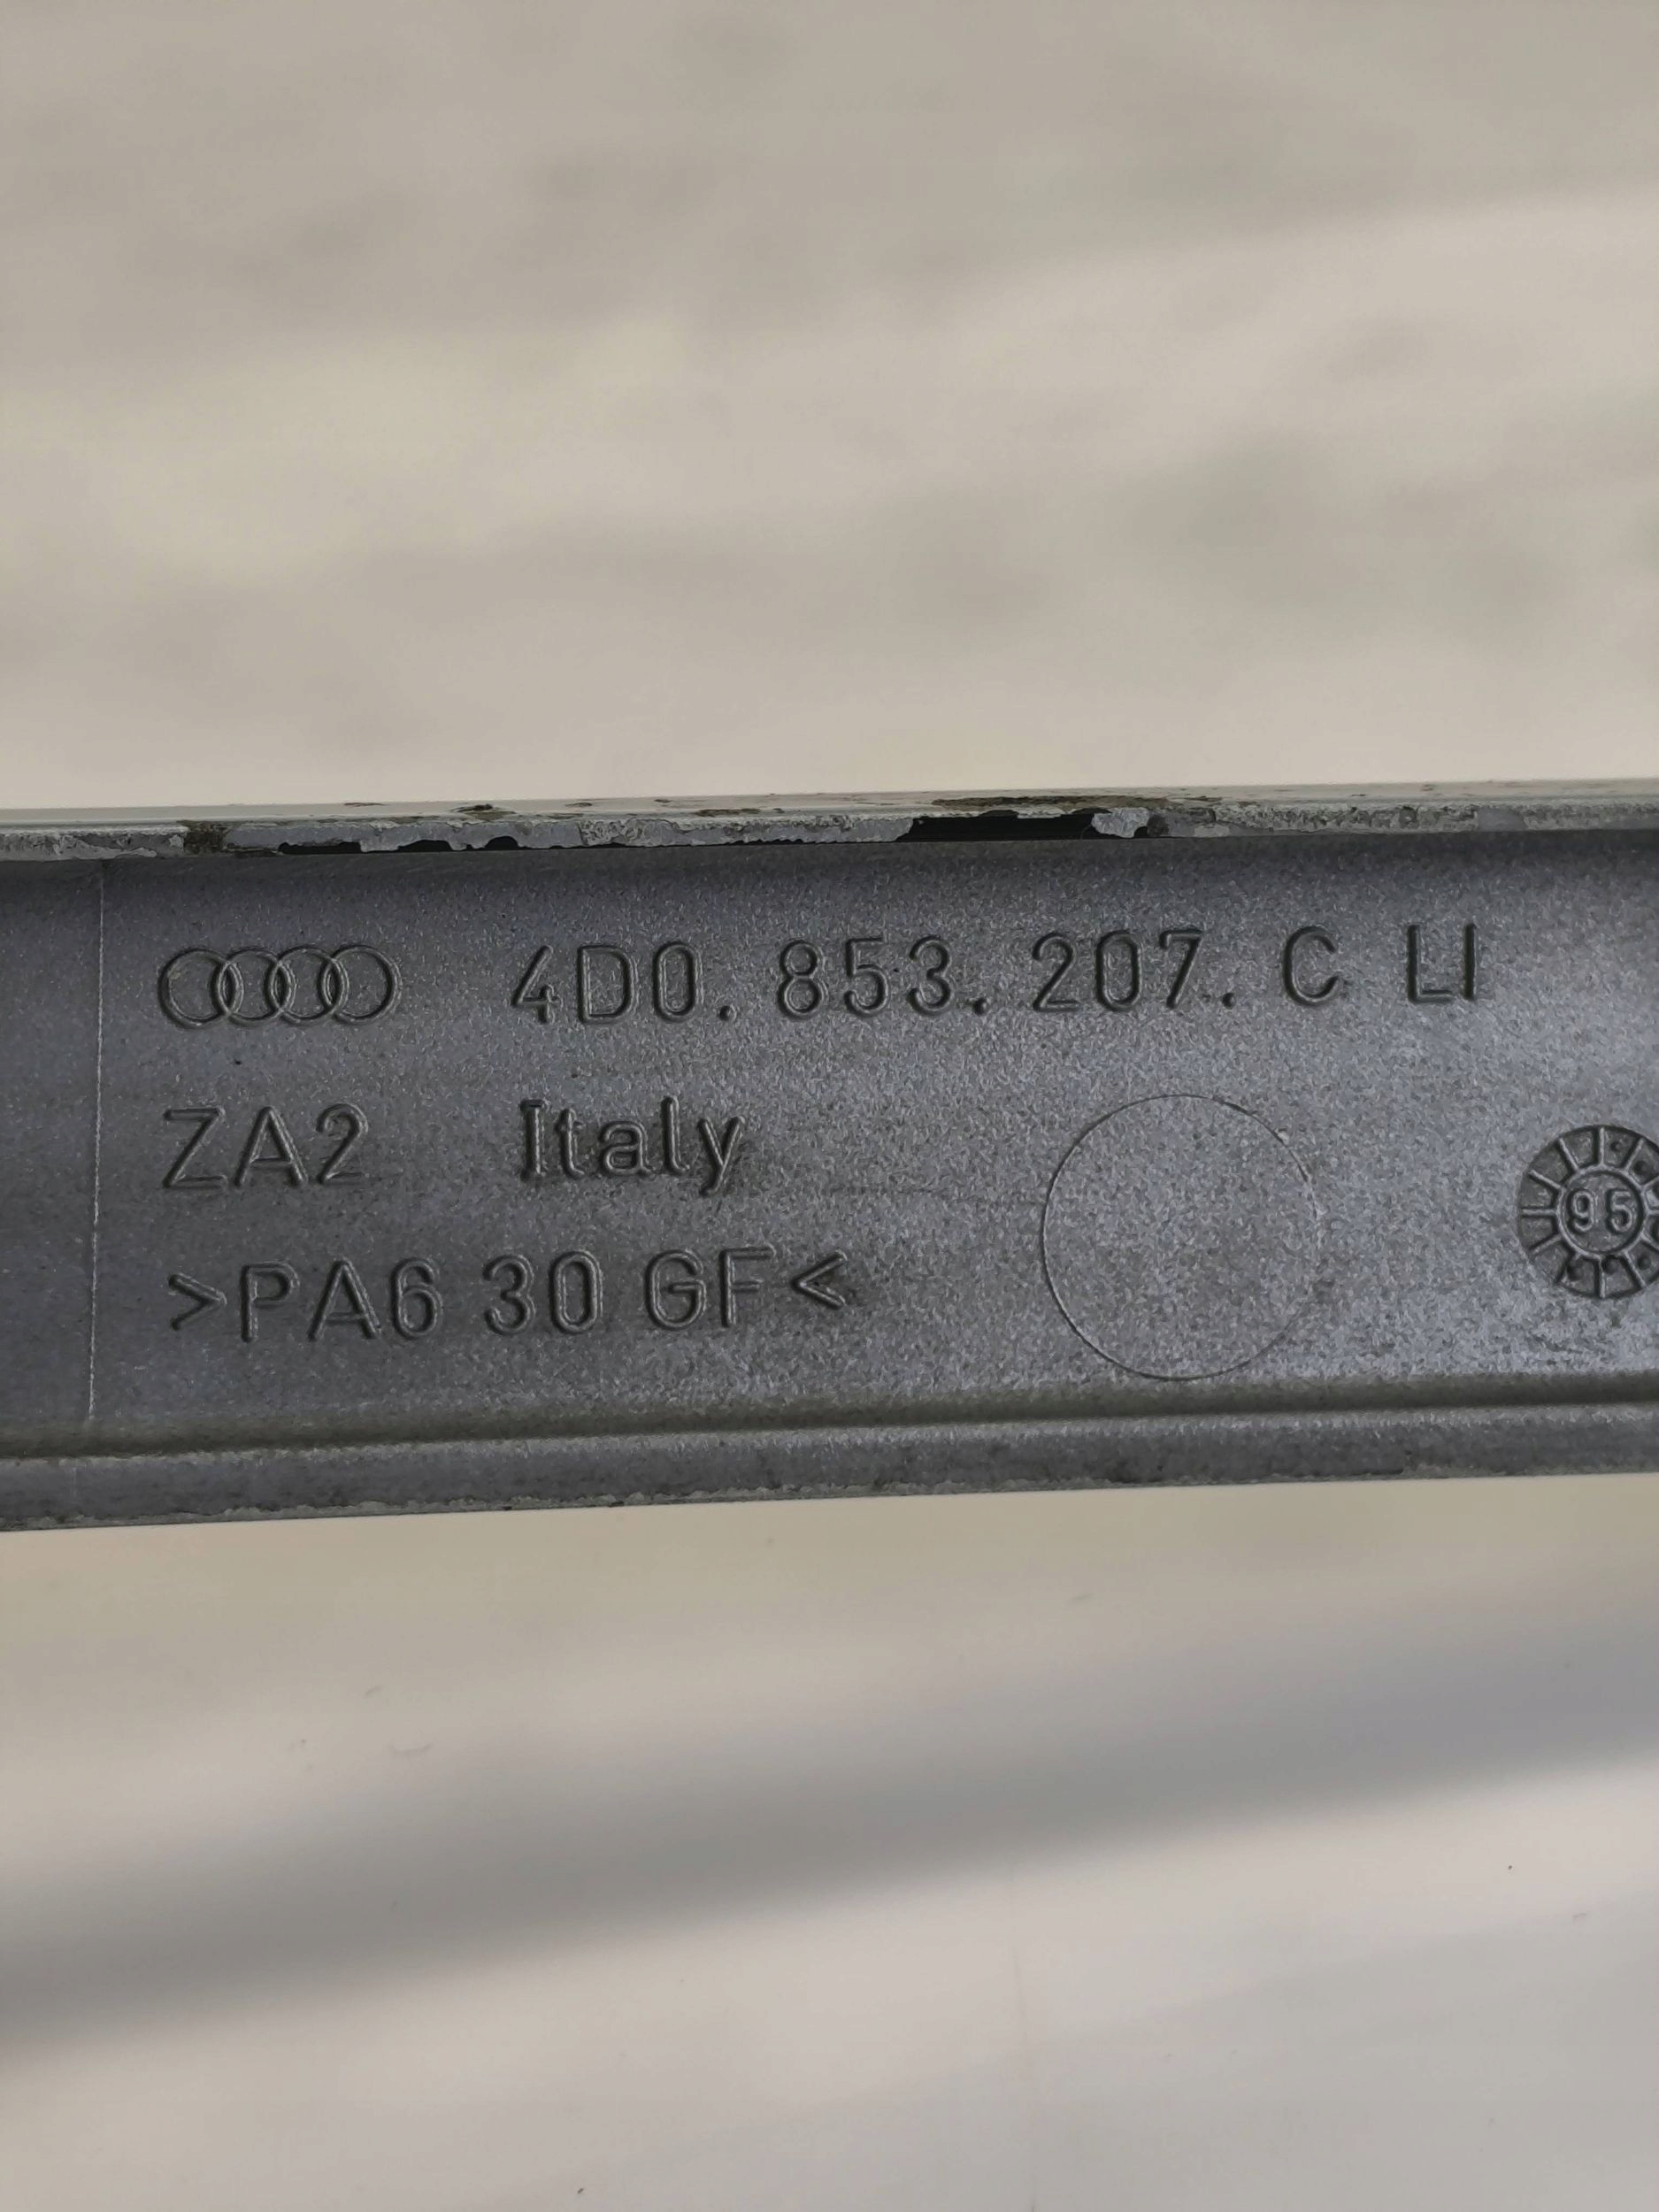 4D0. 853. 207. C LI
ZA2 Italy
>PA6 30 GF<
95